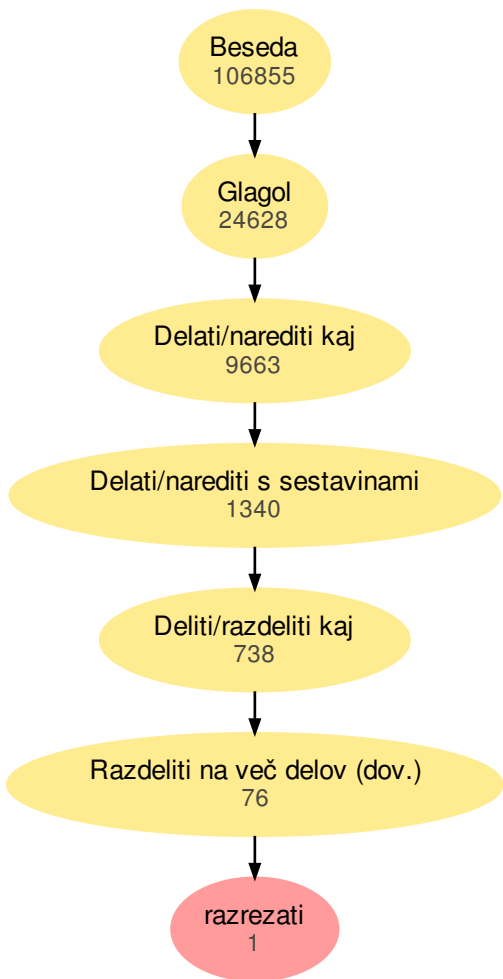 Beseda
106855
Glagol
24628
Delati/narediti kaj
9663
Delati/narediti s sestavinami
1340
Deliti/razdeliti kaj
738
Razdeliti na več delov (dov.)
76
razrezati
1